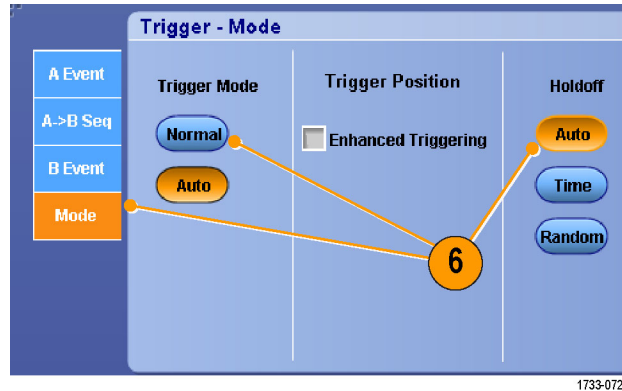 Trigger - Mode
A Event
A->B Seq
B Event
Mode
Trigger Mode
Normal
Auto
Trigger Position
Enhanced Triggering
Holdoff
Auto
Time
Random
6
1733-072